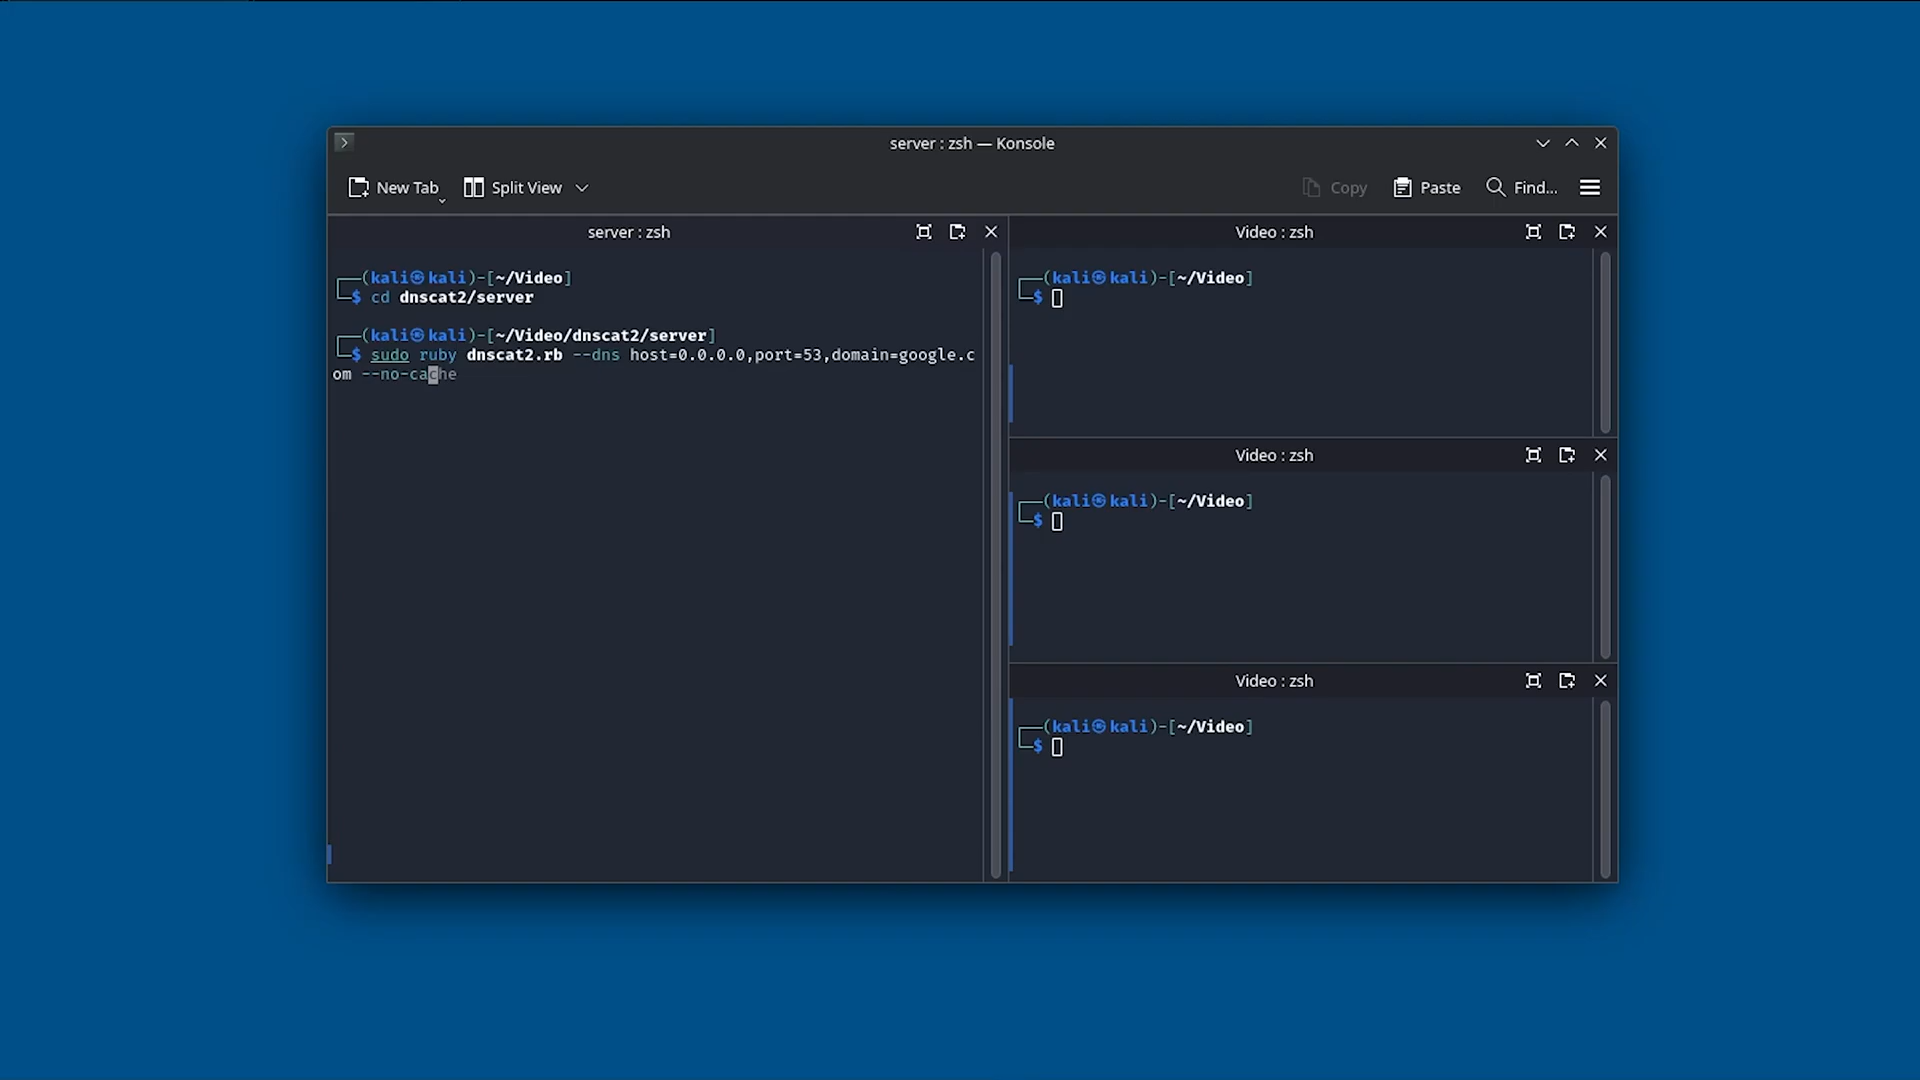 server : zsh — Konsole
New Tab Split View Copy Paste Find...
server : zsh
(kali㉿kali)-[~/Video]
$ cd dnscat2/server
(kali㉿kali)-[~/Video/dnscat2/server]
$ sudo ruby dnscat2.rb --dns host=0.0.0.0,port=53,domain=google.c
om --no-cache
Video : zsh
(kali㉿kali)-[~/Video]
$
Video : zsh
(kali㉿kali)-[~/Video]
$
Video : zsh
(kali㉿kali)-[~/Video]
$